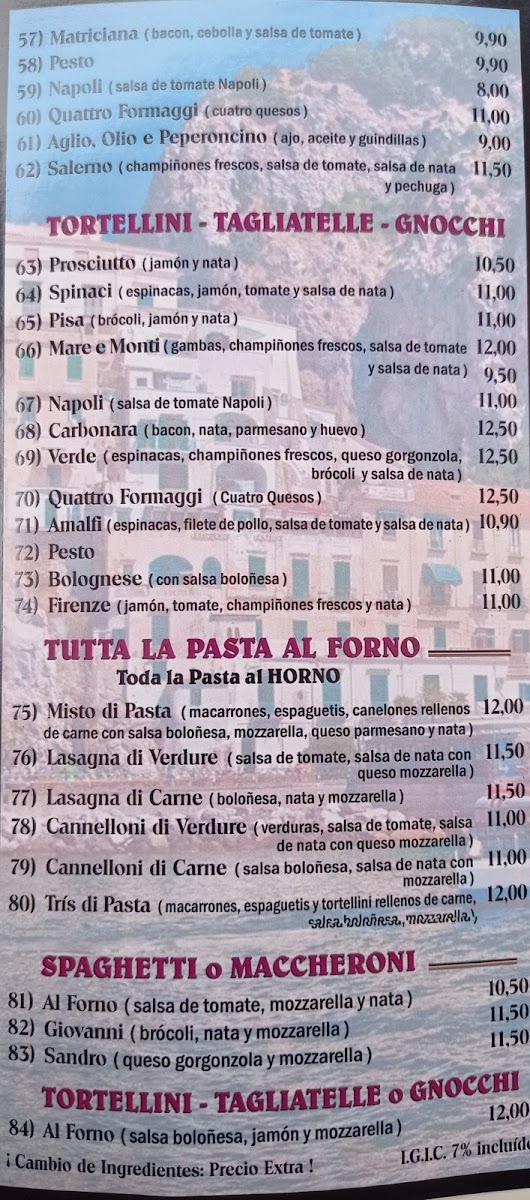 57) Matriciana ( bacon, cebolla y salsa de tomate ) 9,90
58) Pesto 9,90
59) Napoli ( salsa de tomate Napoli ) 8,00
60) Quattro Formaggi ( cuatro quesos ) 11,00
61) Aglio, Olio e Peperoncino ( ajo, aceite y guindillas ) 9,00
62) Salerno ( champiñones frescos, salsa de tomate, salsa de nata 11,50
y pechuga )
TORTELLINI - TAGLIATELLE - GNOCCHI
63) Prosciutto ( jamón y nata ) 10,50
64) Spinaci ( espinacas, jamón, tomate y salsa de nata ) 11,00
65) Pisa ( brócoli, jamón y nata ) 11,00
66) Mare e Monti ( gambas, champiñones frescos, salsa de tomate 12,00
y salsa de nata ) 9,50
67) Napoli ( salsa de tomate Napoli ) 11,00
68) Carbonara ( bacon, nata, parmesano y huevo ) 12,50
69) Verde ( espinacas, champiñones frescos, queso gorgonzola, 12,50
brócoli y salsa de nata )
70) Quattro Formaggi ( Cuatro Quesos ) 12,50
71) Amalfi ( espinacas, filete de pollo, salsa de tomate y salsa de nata ) 10,90
72) Pesto
73) Bolognese ( con salsa boloñesa ) 11,00
74) Firenze ( jamón, tomate, champiñones frescos y nata ) 11,00
TUTTA LA PASTA AL FORNO
Toda la Pasta al HORNO
75) Misto di Pasta ( macarrones, espaguetis, canelones rellenos 12,00
de carne con salsa boloñesa, mozzarella, queso parmesano y nata )
76) Lasagna di Verdure ( salsa de tomate, salsa de nata con 11,50
queso mozzarella )
77) Lasagna di Carne ( boloñesa, nata y mozzarella ) 11,50
78) Cannelloni di Verdure ( verduras, salsa de tomate, salsa 11,00
de nata con queso mozzarella )
79) Cannelloni di Carne ( salsa boloñesa, salsa de nata con 11,00
mozzarella )
80) Trís di Pasta ( macarrones, espaguetis y tortellini rellenos de carne, 12,00
salsa boloñesa, mozzarella )
SPAGHETTI o MACCHERONI
81) Al Forno ( salsa de tomate, mozzarella y nata ) 10,50
82) Giovanni ( brócoli, nata y mozzarella ) 11,50
83) Sandro ( queso gorgonzola y mozzarella ) 11,50
TORTELLINI - TAGLIATELLE o GNOCCHI
84) Al Forno ( salsa boloñesa, jamón y mozzarella ) 12,00
¡ Cambio de Ingredientes: Precio Extra ! I.G.I.C. 7% incluído